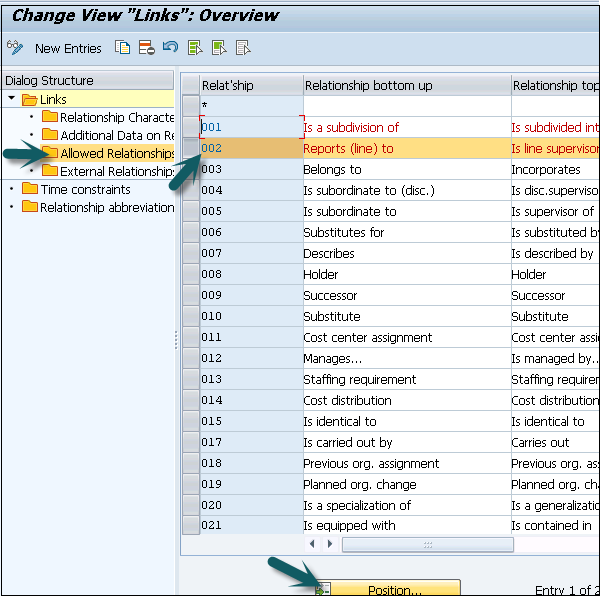 Change View "Links": Overview
New Entries
Dialog Structure
Links
Relationship Characte
Additional Data on Re
Allowed Relationships
External Relationships
Time constraints
Relationship abbreviation
Relat'ship Relationship bottom up Relationship top
*
001 Is a subdivision of Is subdivided int
002 Reports (line) to Is line supervisor
003 Belongs to Incorporates
004 Is subordinate to (disc.) Is disc.superviso
005 Is subordinate to Is supervisor of
006 Substitutes for Is substituted by
007 Describes Is described by
008 Holder Holder
009 Successor Successor
010 Substitute Substitute
011 Cost center assignment Cost center assi
012 Manages... Is managed by..
013 Staffing requirement Staffing requirer
014 Cost distribution Cost distribution
015 Is identical to Is identical to
017 Is carried out by Carries out
018 Previous org. assignment Previous org. ass
019 Planned org. change Planned org. cha
020 Is a specialization of Is a generalizatio
021 Is equipped with Is contained in
Position... Entry 1 of 2